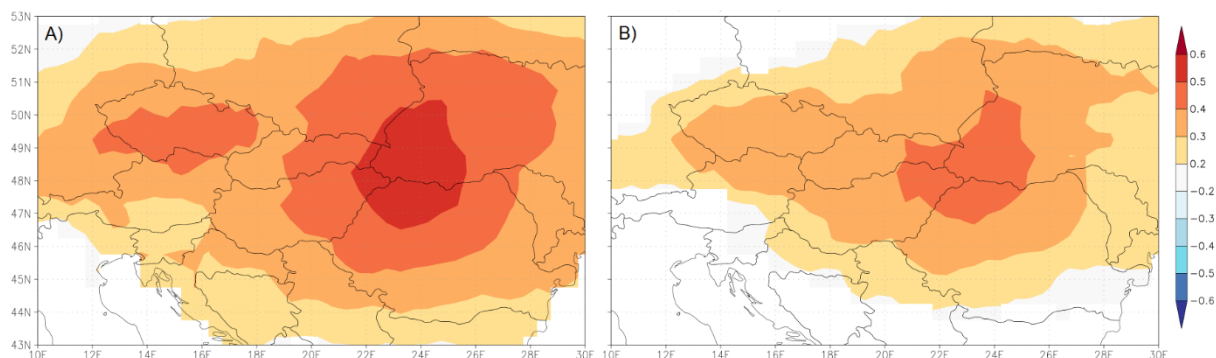 A)
53N
52N
51N
50N
49N
48N
47N
46N
45N
44N
43N
10E 12E 14E 16E 18E 20E 22E 24E 26E 28E 30E
B)
10E 12E 14E 16E 18E 20E 22E 24E 26E 28E 30E
0.6
0.5
0.4
0.3
0.2
-0.2
-0.3
-0.4
-0.5
-0.6